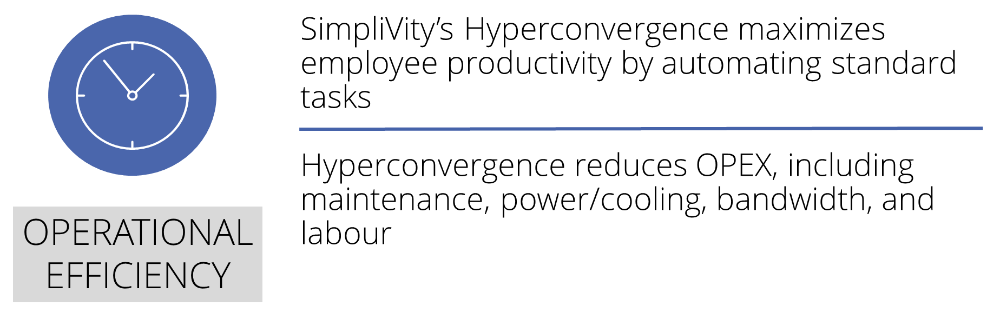 SimpliVity’s Hyperconvergence maximizes
employee productivity by automating standard
tasks
Hyperconvergence reduces OPEX, including
maintenance, power/cooling, bandwidth, and
labour
OPERATIONAL
EFFICIENCY